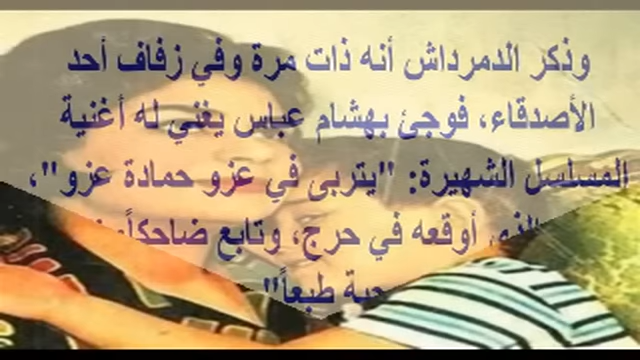 وذكر الدمرداش أنه ذات مرة وفي زفاف أحد
الأصدقاء، فوجئ بهشام عباس يغني له أغنية
المسلسل الشهيرة: "يتربى في عزو حمادة عزو"،
الذي أوقعه في حرج، وتابع ضاحكاً:
طبعاً"